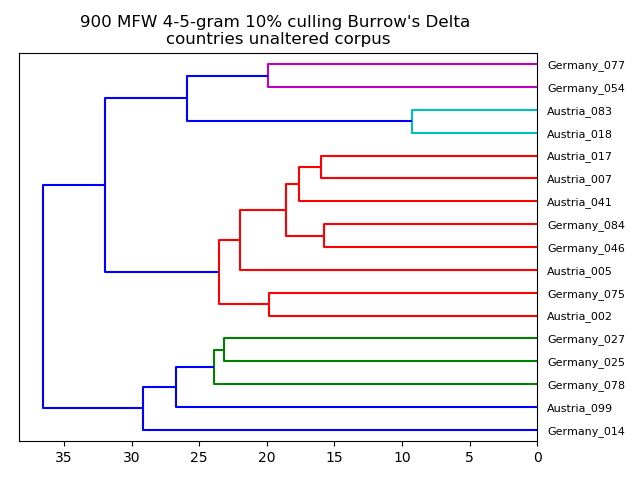 900 MFW 4-5-gram 10% culling Burrow's Delta
countries unaltered corpus
Germany_077
Germany_054
Austria_083
Austria_018
Austria_017
Austria_007
Austria_041
Germany_084
Germany_046
Austria_005
Germany_075
Austria_002
Germany_027
Germany_025
Germany_078
Austria_099
Germany_014
35 30 25 20 15 10 5 0